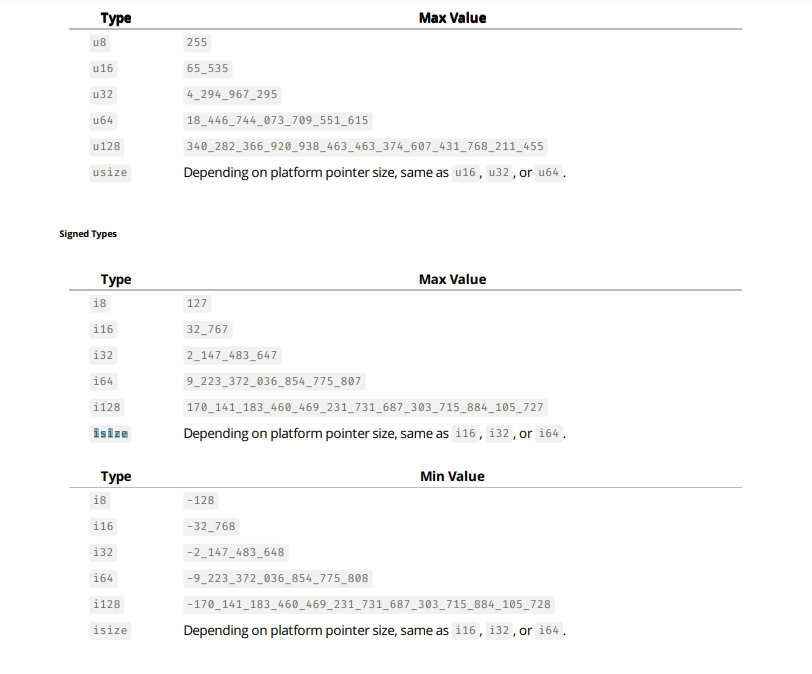 Type Max Value
u8 255
u16 65_535
u32 4_294_967_295
u64 18_446_744_073_709_551_615
u128 340_282_366_920_938_463_463_374_607_431_768_211_455
usize Depending on platform pointer size, same as u16 , u32 , or u64 .
Signed Types
Type Max Value
i8 127
i16 32_767
i32 2_147_483_647
i64 9_223_372_036_854_775_807
i128 170_141_183_460_469_231_731_687_303_715_884_105_727
isize Depending on platform pointer size, same as i16 , i32 , or i64 .
Type Min Value
i8 -128
i16 -32_768
i32 -2_147_483_648
i64 -9_223_372_036_854_775_808
i128 -170_141_183_460_469_231_731_687_303_715_884_105_728
isize Depending on platform pointer size, same as i16 , i32 , or i64 .